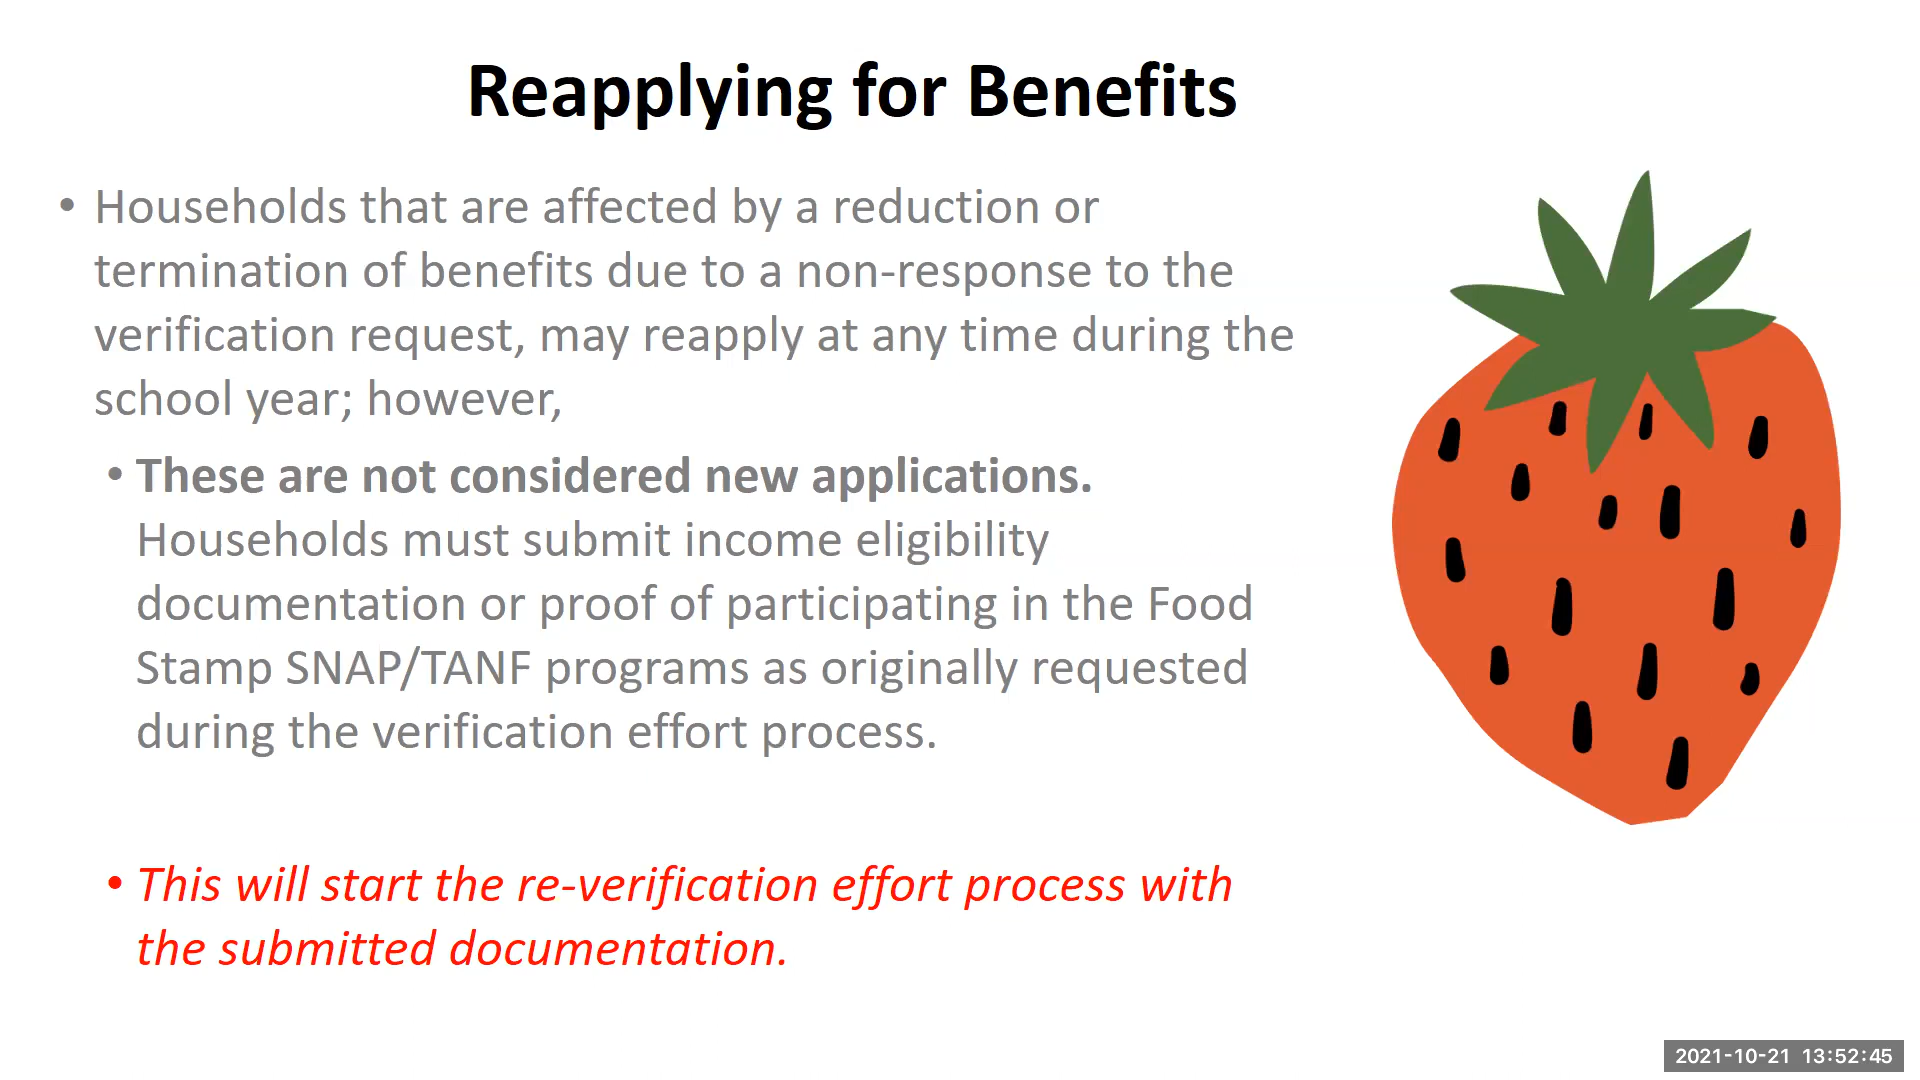 Reapplying for Benefits
• Households that are affected by a reduction or
termination of benefits due to a non-response to the
verification request, may reapply at any time during the
school year; however,
• These are not considered new applications.
Households must submit income eligibility
documentation or proof of participating in the Food
Stamp SNAP/TANF programs as originally requested
during the verification effort process.
• This will start the re-verification effort process with
the submitted documentation.
2021-10-21 13:52:45